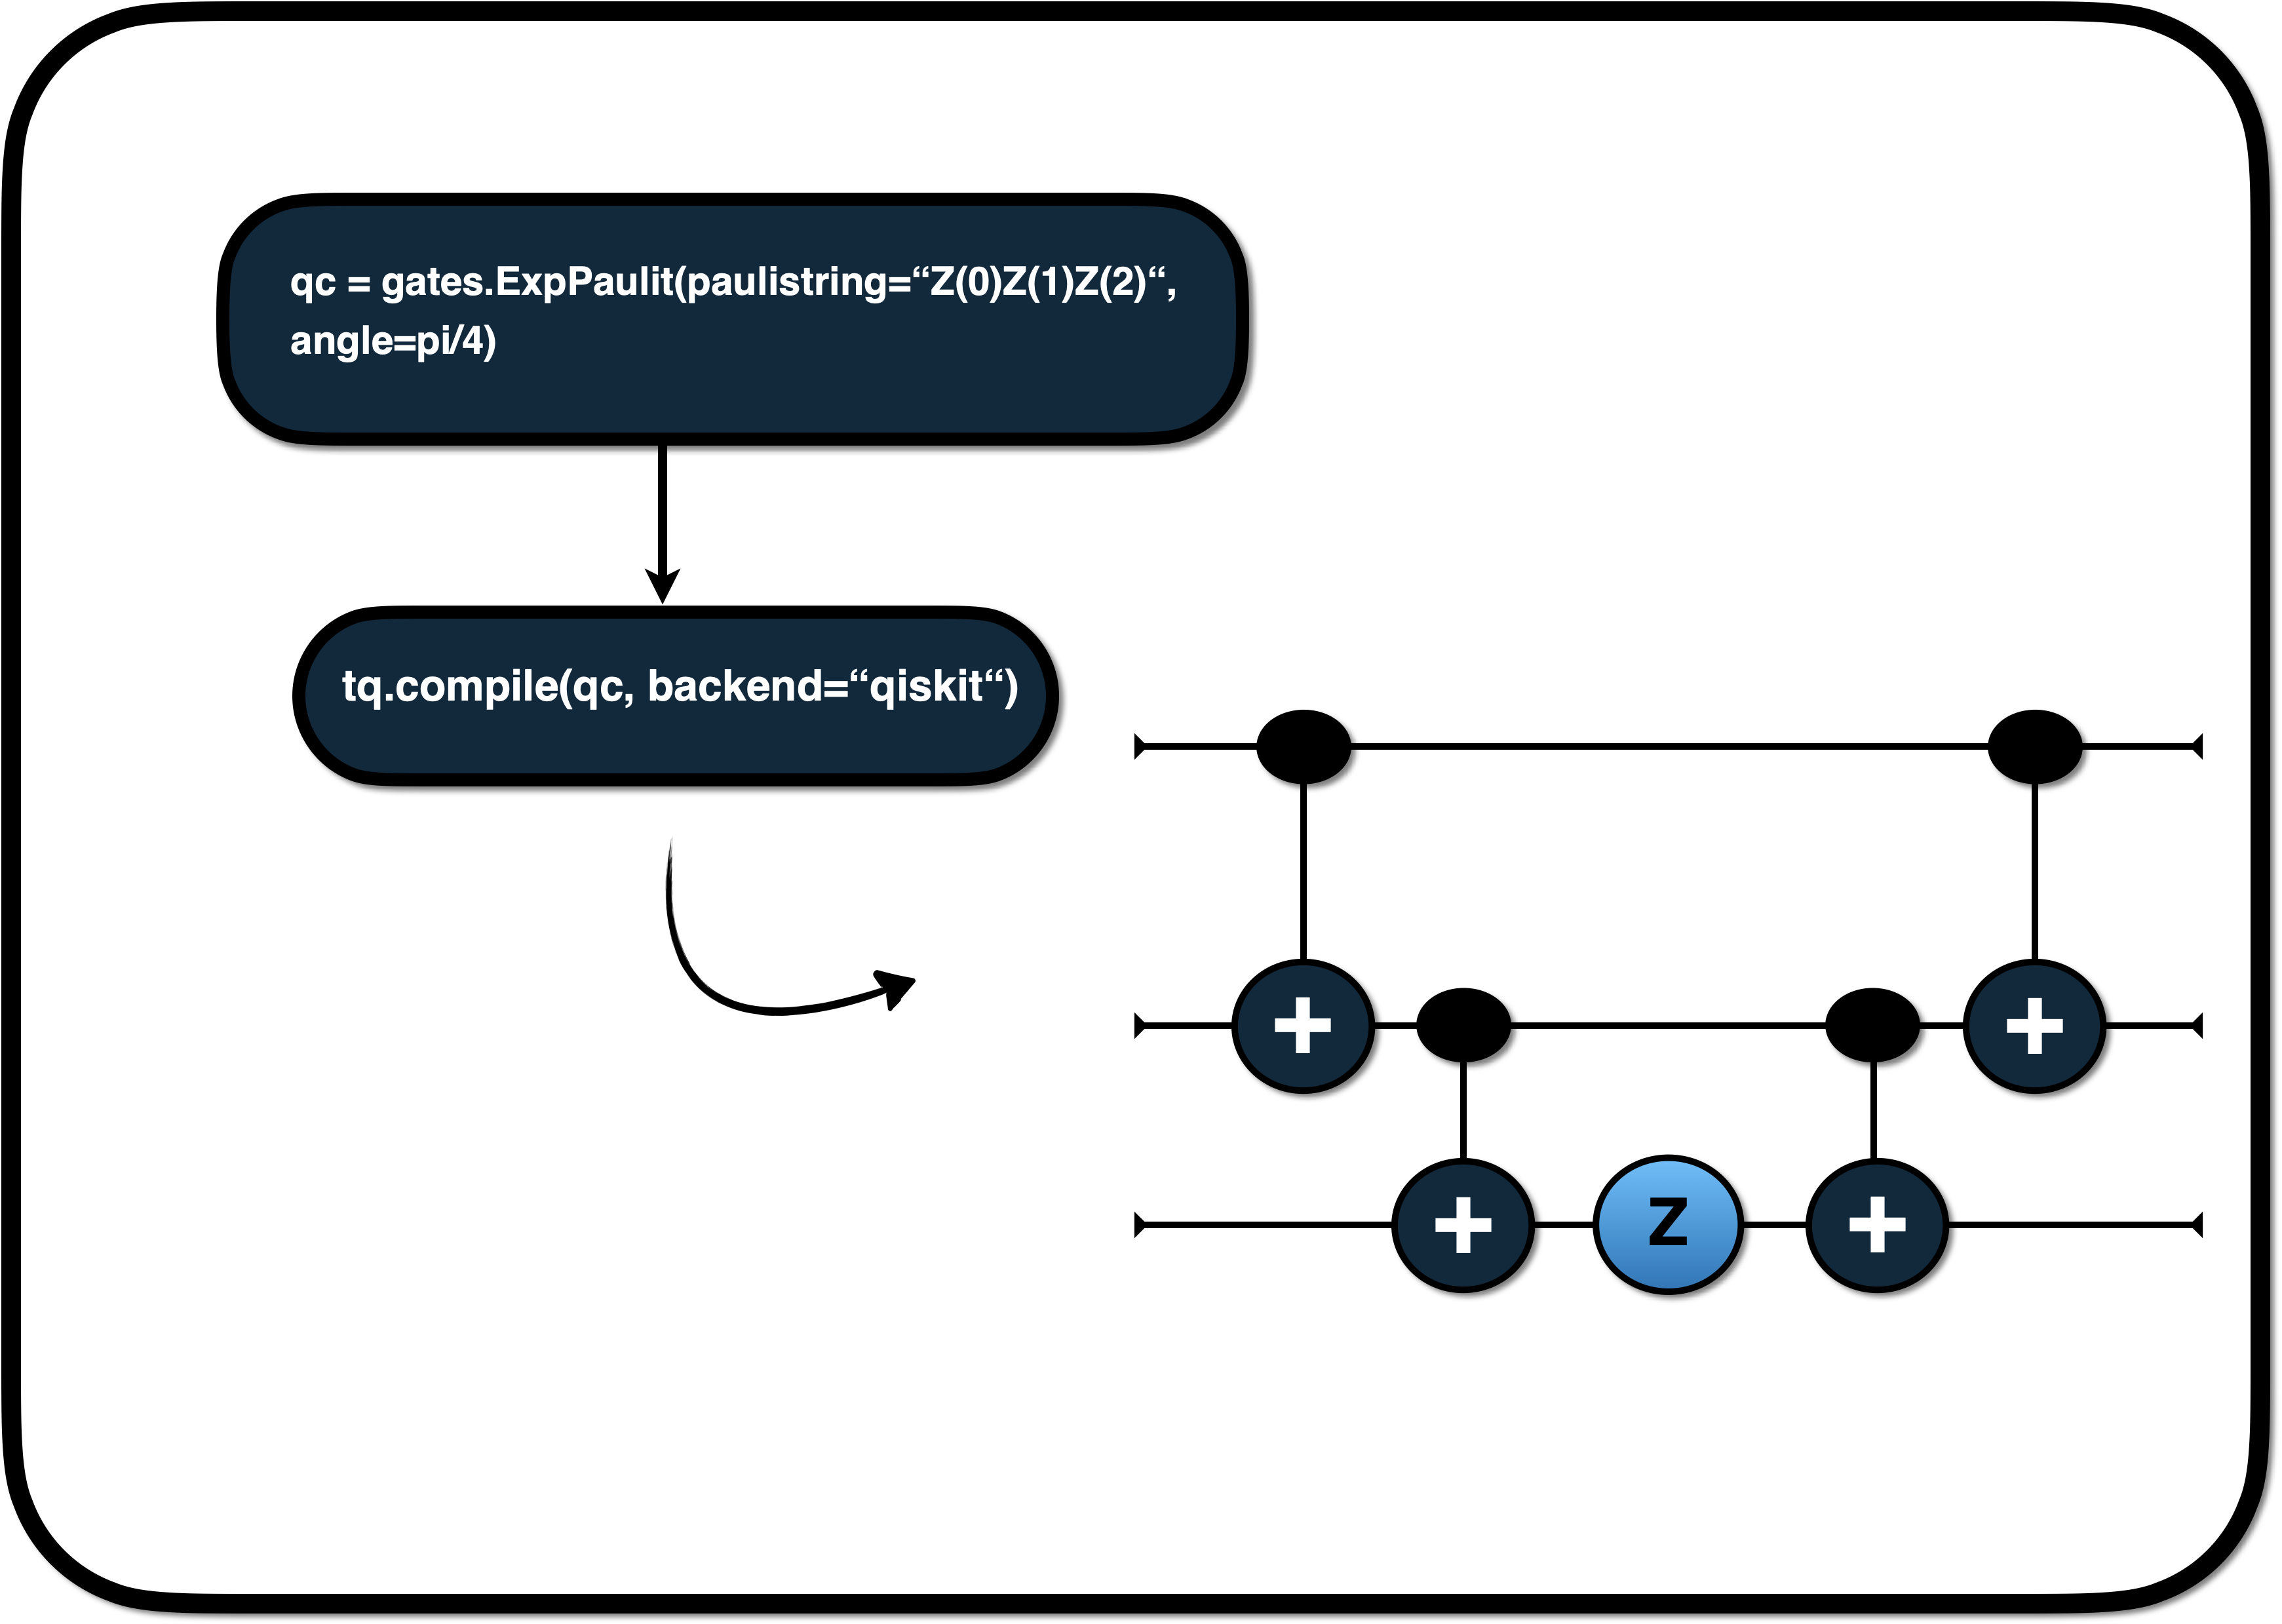 qc = gates.ExpPaulit(paulistring=“Z(0)Z(1)Z(2)“,
angle=pi/4)
tq.compile(qc, backend=“qiskit“)
+
+
+
Z
+